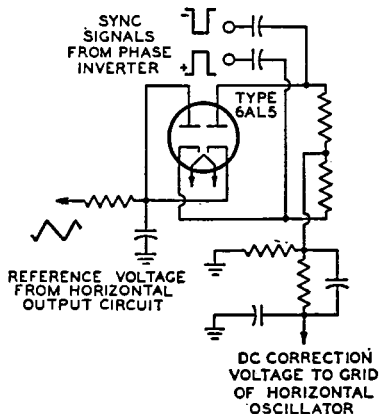 SYNC
SIGNALS
FROM PHASE
INVERTER
-
+
TYPE
6AL5
REFERENCE VOLTAGE
FROM HORIZONTAL
OUTPUT CIRCUIT
DC CORRECTION
VOLTAGE TO GRID
OF HORIZONTAL
OSCILLATOR